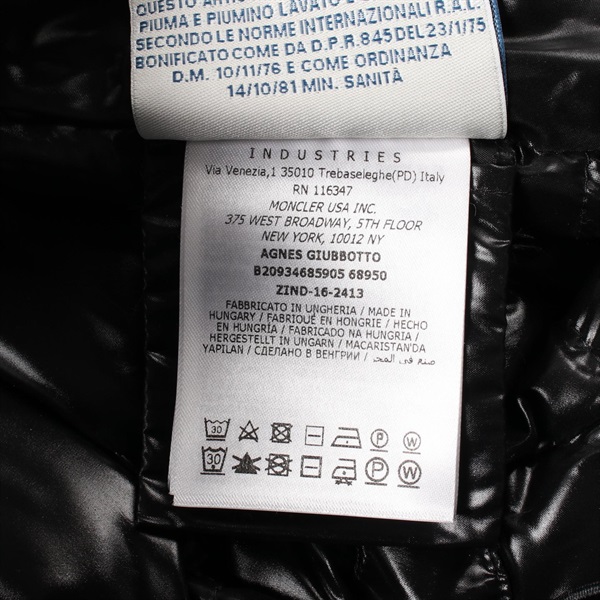 QUESTO ARTI
PIUMA E PIUMINO LAVATO E
SECONDO LE NORME INTERNAZIONALI R.A.L.
BONIFICATO COME DA D.P.R.845 DEL 23/1/75
D.M. 10/11/76 E COME ORDINANZA
14/10/81 MIN. SANITÀ
INDUSTRIES
Via Venezia,1 35010 Trebaseleghe(PD) Italy
RN 116347
MONCLER USA INC.
375 WEST BROADWAY, 5TH FLOOR
NEW YORK, 10012 NY
AGNES GIUBBOTTO
B20934685905 68950
ZIND-16-2413
FABBRICATO IN UNGHERIA / MADE IN
HUNGARY / FABRIQUÉ EN HONGRIE / HECHO
EN HUNGRÍA / FABRICADO NA HUNGRIA /
HERGESTELLT IN UNGARN / MACARISTAN'DA
YAPILAN / СДЕЛАНО В ВЕНГРИИ / صنع في المجر
30 P W
30 P W